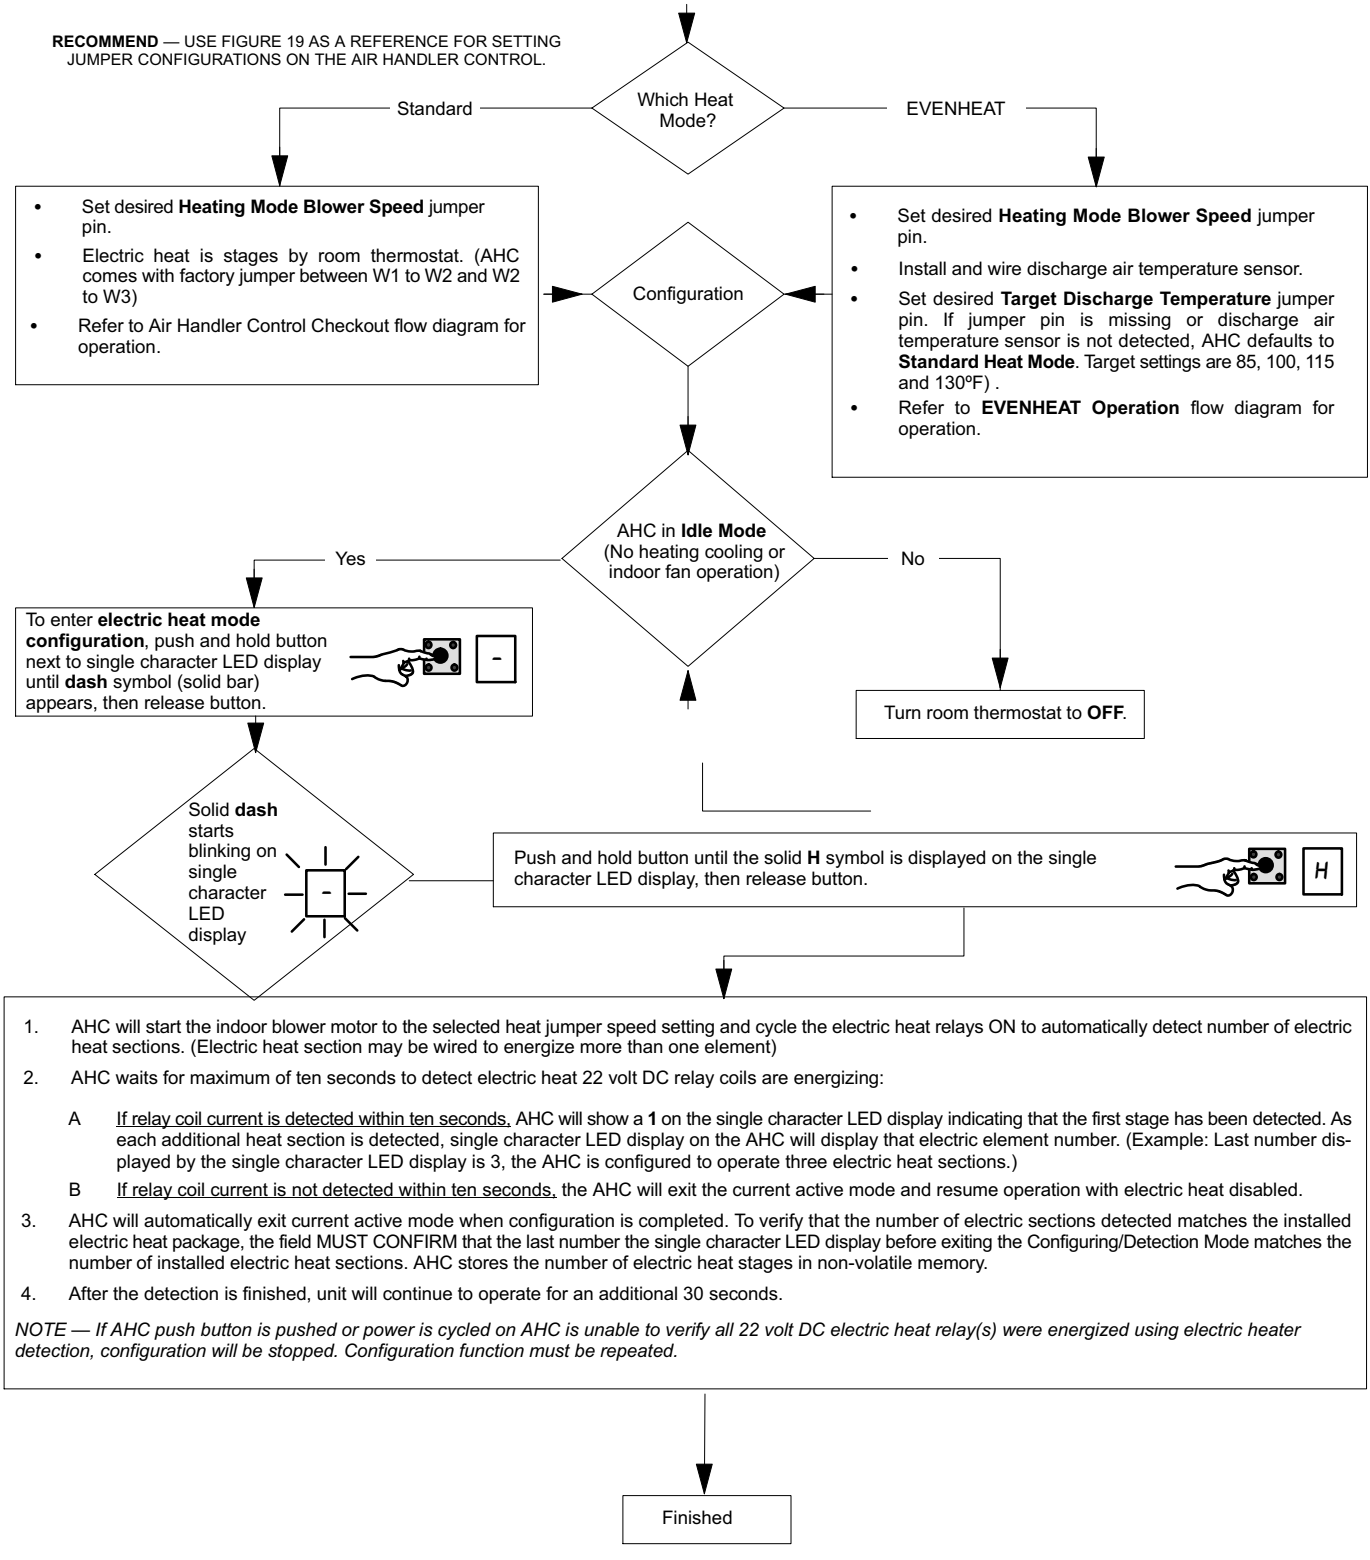 RECOMMEND — USE FIGURE 19 AS A REFERENCE FOR SETTING
JUMPER CONFIGURATIONS ON THE AIR HANDLER CONTROL.
Which Heat
Mode?
Standard
EVENHEAT
• Set desired Heating Mode Blower Speed jumper
pin.
• Electric heat is stages by room thermostat. (AHC
comes with factory jumper between W1 to W2 and W2
to W3)
• Refer to Air Handler Control Checkout flow diagram for
operation.
Configuration
• Set desired Heating Mode Blower Speed jumper
pin.
• Install and wire discharge air temperature sensor.
• Set desired Target Discharge Temperature jumper
pin. If jumper pin is missing or discharge air
temperature sensor is not detected, AHC defaults to
Standard Heat Mode. Target settings are 85, 100, 115
and 130ºF) .
• Refer to EVENHEAT Operation flow diagram for
operation.
AHC in Idle Mode
(No heating cooling or
indoor fan operation)
Yes
No
To enter electric heat mode
configuration, push and hold button
next to single character LED display
until dash symbol (solid bar)
appears, then release button.
-
Turn room thermostat to OFF.
Solid dash
starts
blinking on
single
character
LED
display
-
Push and hold button until the solid H symbol is displayed on the single
character LED display, then release button.
H
1. AHC will start the indoor blower motor to the selected heat jumper speed setting and cycle the electric heat relays ON to automatically detect number of electric
heat sections. (Electric heat section may be wired to energize more than one element)
2. AHC waits for maximum of ten seconds to detect electric heat 22 volt DC relay coils are energizing:
A If relay coil current is detected within ten seconds, AHC will show a 1 on the single character LED display indicating that the first stage has been detected. As
each additional heat section is detected, single character LED display on the AHC will display that electric element number. (Example: Last number dis-
played by the single character LED display is 3, the AHC is configured to operate three electric heat sections.)
B If relay coil current is not detected within ten seconds, the AHC will exit the current active mode and resume operation with electric heat disabled.
3. AHC will automatically exit current active mode when configuration is completed. To verify that the number of electric sections detected matches the installed
electric heat package, the field MUST CONFIRM that the last number the single character LED display before exiting the Configuring/Detection Mode matches the
number of installed electric heat sections. AHC stores the number of electric heat stages in non-volatile memory.
4. After the detection is finished, unit will continue to operate for an additional 30 seconds.
NOTE — If AHC push button is pushed or power is cycled on AHC is unable to verify all 22 volt DC electric heat relay(s) were energized using electric heater
detection, configuration will be stopped. Configuration function must be repeated.
Finished